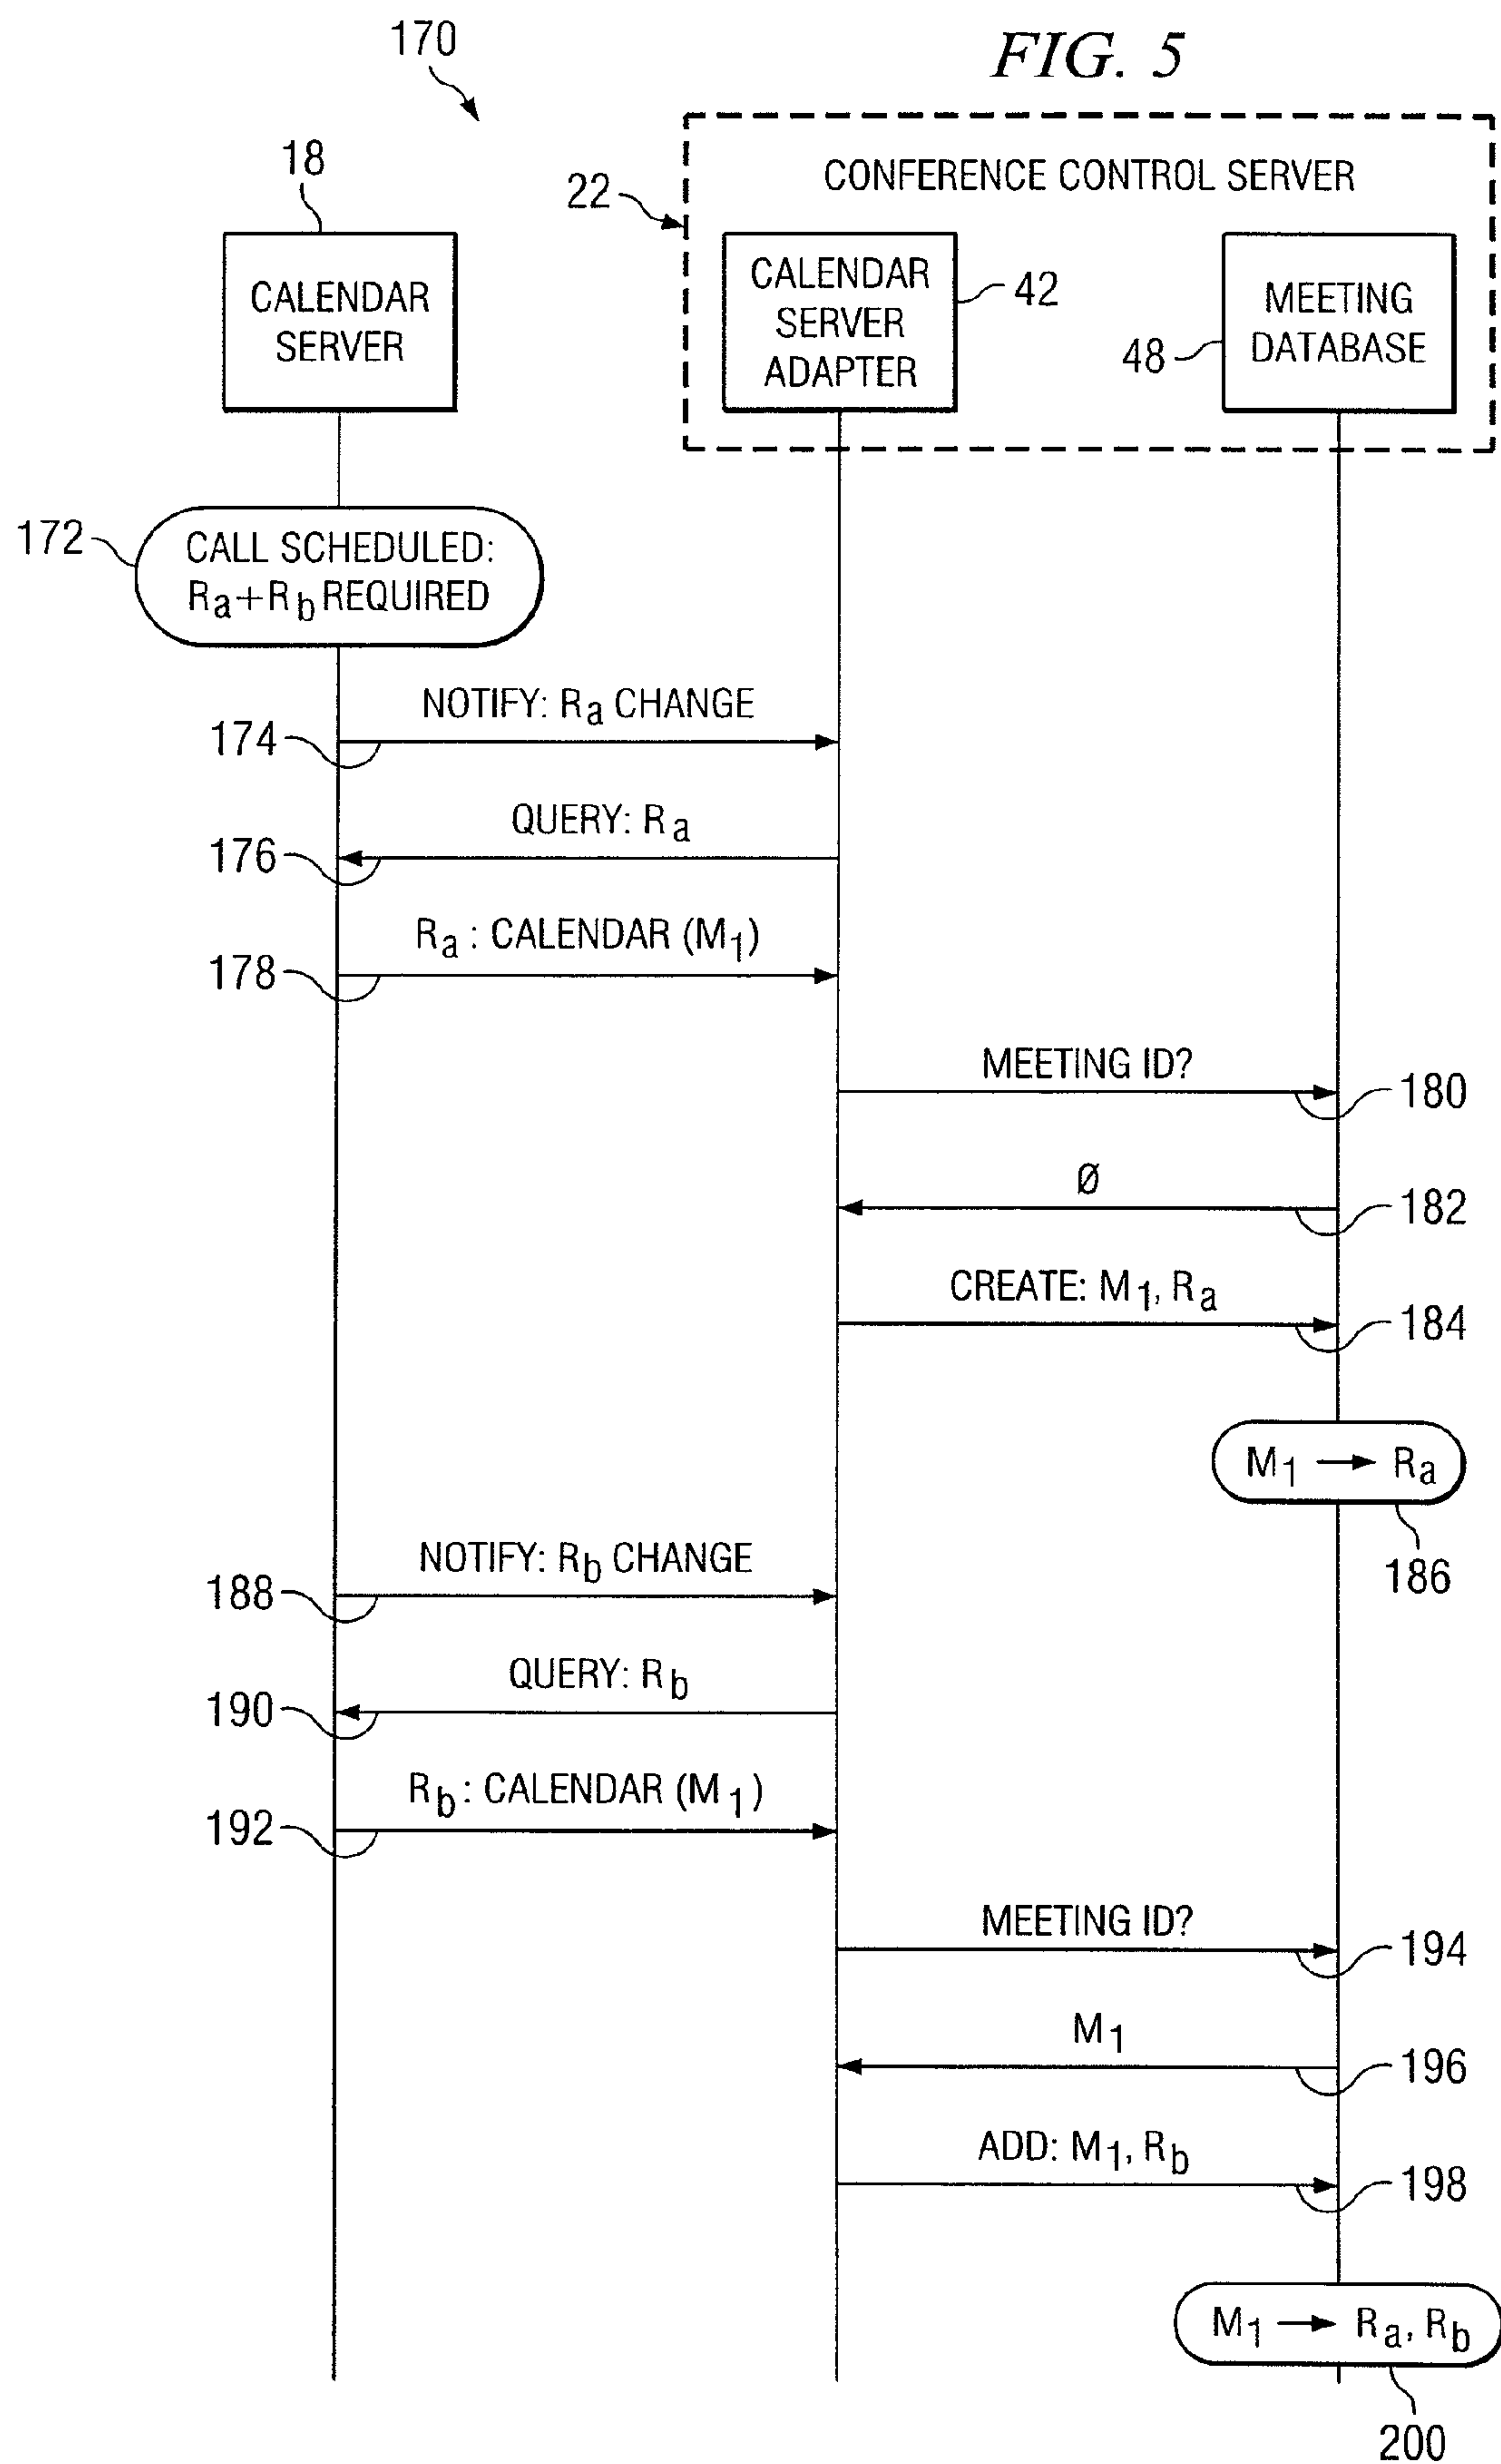 170
FIG. 5
18
22
CONFERENCE CONTROL SERVER
CALENDAR
SERVER
CALENDAR
SERVER
ADAPTER
42
MEETING
DATABASE
48
172
CALL SCHEDULED:
Ra+Rb REQUIRED
NOTIFY: Ra CHANGE
174
QUERY: Ra
176
Ra : CALENDAR (M1)
178
MEETING ID?
180
Ø
182
CREATE: M1, Ra
184
M1 → Ra
186
NOTIFY: Rb CHANGE
188
QUERY: Rb
190
Rb : CALENDAR (M1)
192
MEETING ID?
194
M1
196
ADD: M1, Rb
198
M1 → Ra, Rb
200